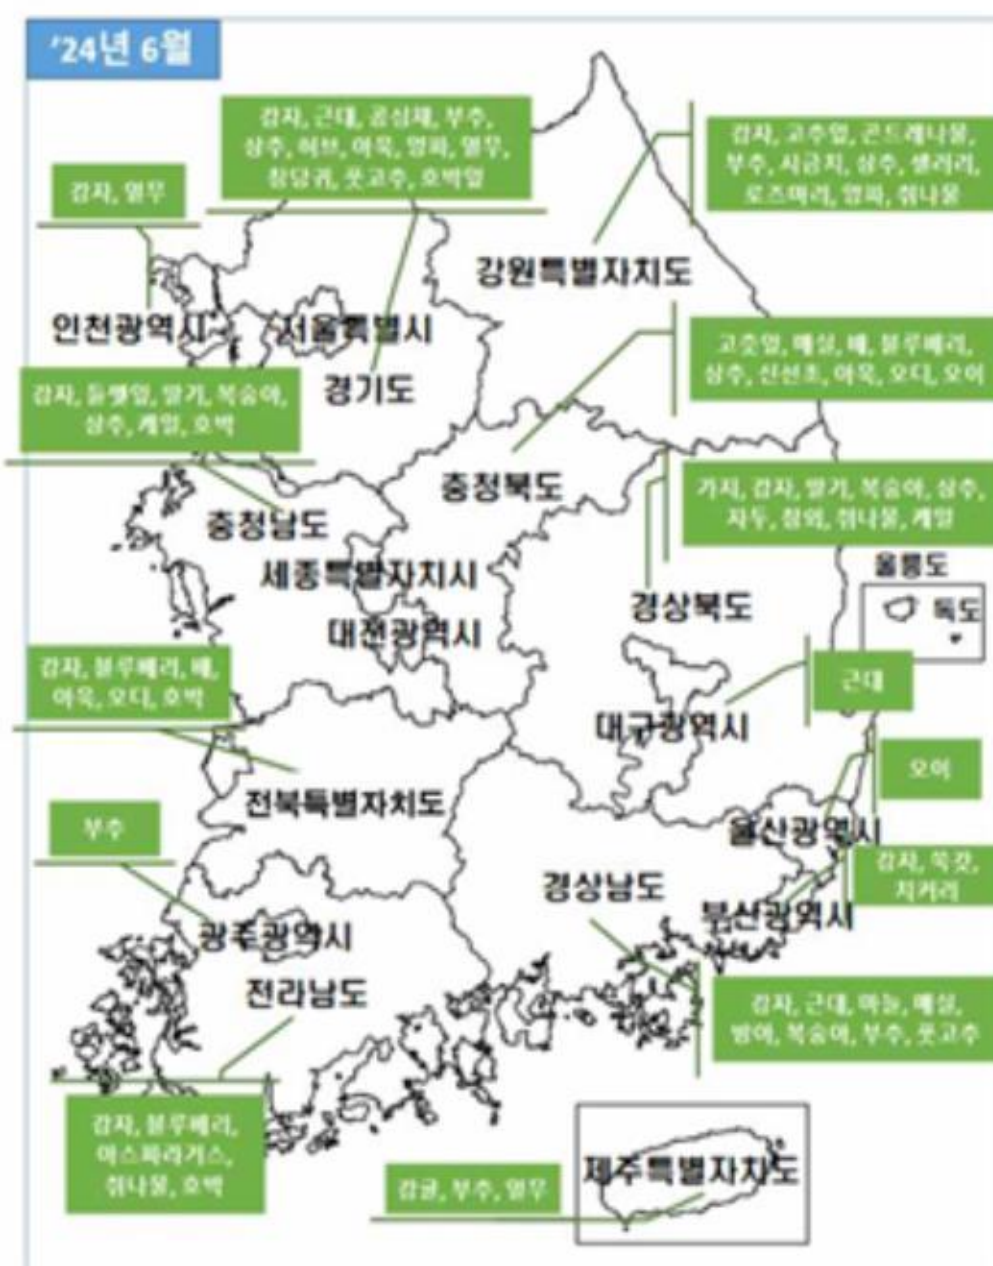 '24년 6월
감자, 근대, 공심채, 부추,
상추, 허브, 아욱, 양파, 열무,
참당귀, 풋고추, 호박잎
감자, 고추잎, 곤드레나물,
부추, 시금치, 상추, 샐러리,
로즈마리, 양파, 취나물
감자, 열무
강원특별자치도
인천광역시
서울특별시
경기도
고춧잎, 매실, 배, 블루베리,
상추, 신선초, 아욱, 오디, 오이
감자, 들깻잎, 딸기, 복숭아,
상추, 케일, 호박
충청북도
가지, 감자, 딸기, 복숭아, 상추,
자두, 참외, 취나물, 케일
충청남도
세종특별자치시
울릉도
독도
경상북도
대전광역시
감자, 블루베리, 배,
아욱, 오디, 호박
근대
대구광역시
오이
전북특별자치도
부추
울산광역시
감자, 쑥갓,
치커리
경상남도
부산광역시
광주광역시
전라남도
감자, 근대, 마늘, 매실,
방아, 복숭아, 부추, 풋고추
감자, 블루베리,
아스파라거스,
취나물, 호박
제주특별자치도
감귤, 부추, 열무